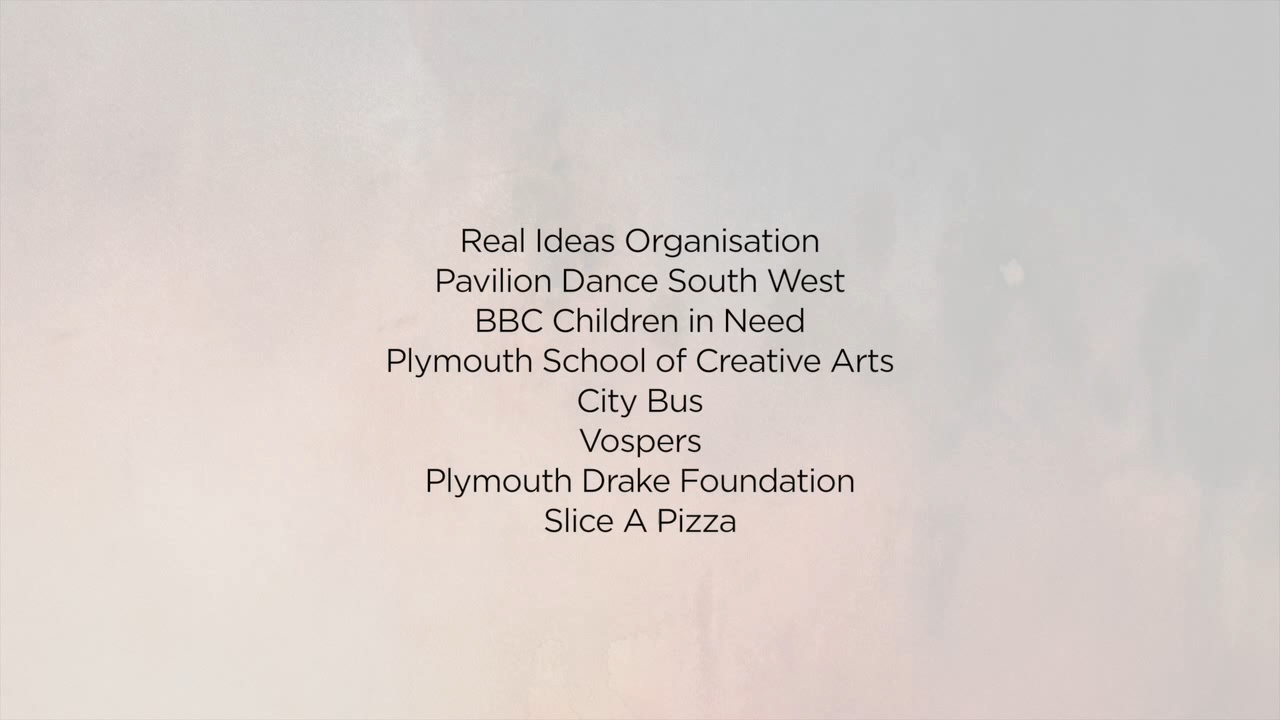 Real Ideas Organisation
Pavilion Dance South West
BBC Children in Need
Plymouth School of Creative Arts
City Bus
Vospers
Plymouth Drake Foundation
Slice A Pizza